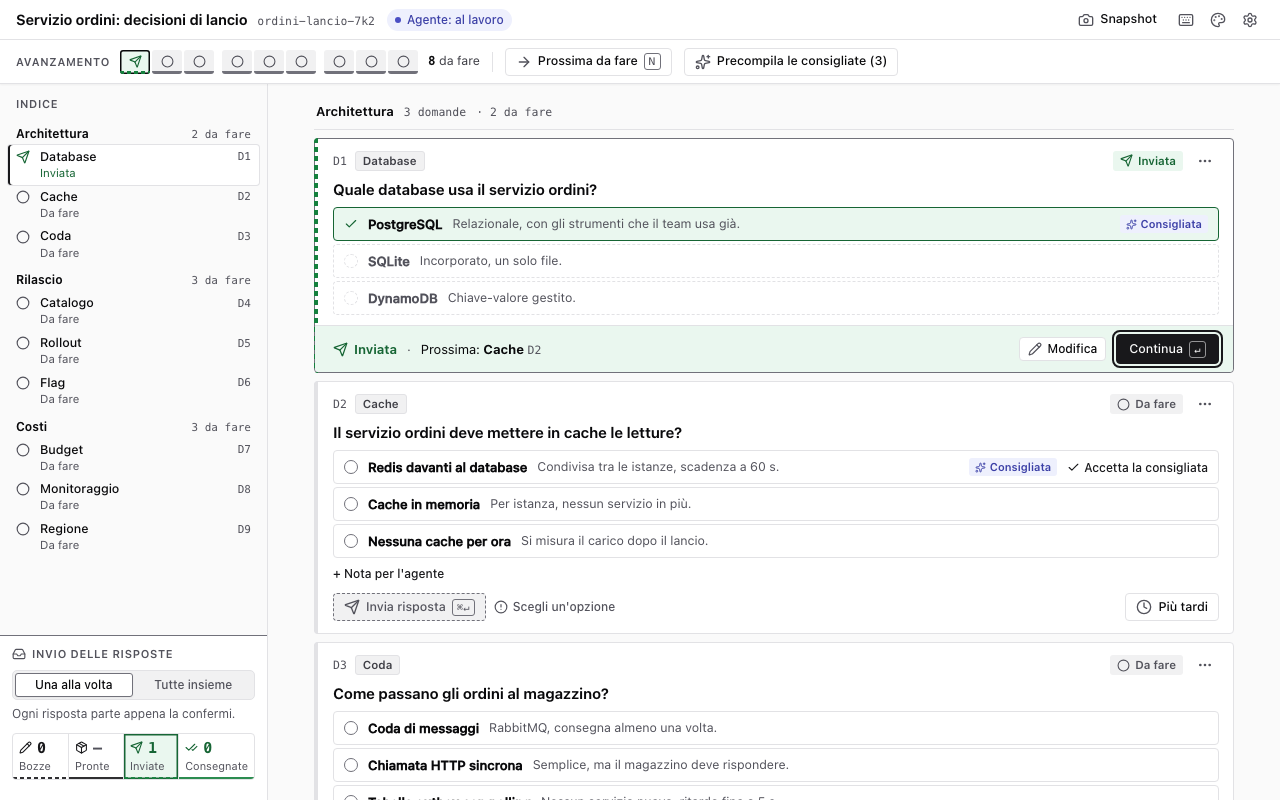 Servizio ordini: decisioni di lancio ordini-lancio-7k2 Agente: al lavoro Snapshot
AVANZAMENTO 8 da fare Prossima da fare N Precompila le consigliate (3)
INDICE
Architettura 2 da fare
Database D1
Inviata
Cache D2
Da fare
Coda D3
Da fare
Rilascio 3 da fare
Catalogo D4
Da fare
Rollout D5
Da fare
Flag D6
Da fare
Costi 3 da fare
Budget D7
Da fare
Monitoraggio D8
Da fare
Regione D9
Da fare
INVIO DELLE RISPOSTE
Una alla volta Tutte insieme
Ogni risposta parte appena la confermi.
0 – 1 0
Bozze Pronte Inviate Consegnate
Architettura 3 domande · 2 da fare
D1 Database Inviata ···
Quale database usa il servizio ordini?
PostgreSQL Relazionale, con gli strumenti che il team usa già. Consigliata
SQLite Incorporato, un solo file.
DynamoDB Chiave-valore gestito.
Inviata · Prossima: Cache D2 Modifica Continua ↵
D2 Cache Da fare ···
Il servizio ordini deve mettere in cache le letture?
Redis davanti al database Condivisa tra le istanze, scadenza a 60 s. Consigliata Accetta la consigliata
Cache in memoria Per istanza, nessun servizio in più.
Nessuna cache per ora Si misura il carico dopo il lancio.
+ Nota per l'agente
Invia risposta ⌘↵ Scegli un'opzione Più tardi
D3 Coda Da fare ···
Come passano gli ordini al magazzino?
Coda di messaggi RabbitMQ, consegna almeno una volta.
Chiamata HTTP sincrona Semplice, ma il magazzino deve rispondere.